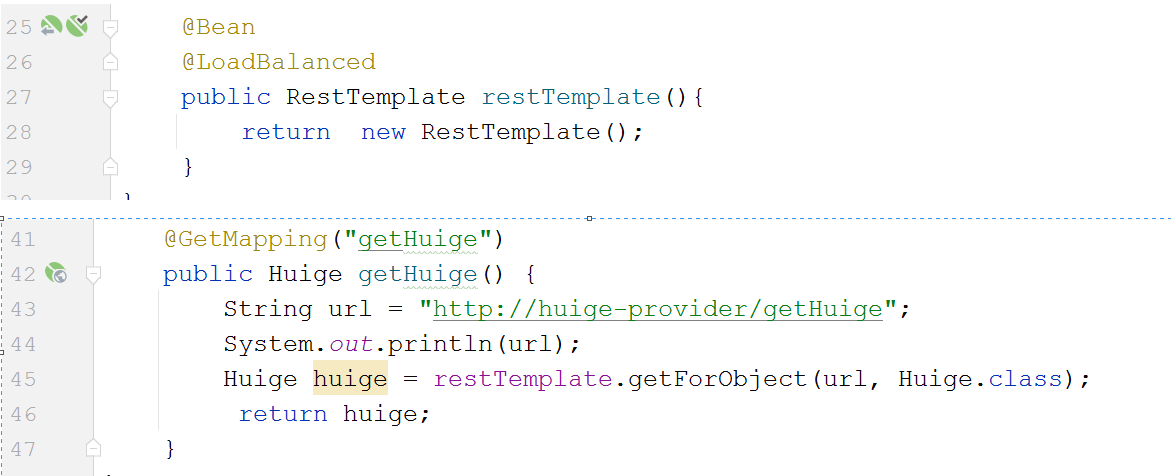 25 @Bean
26 @LoadBalanced
27 public RestTemplate restTemplate(){
28 return  new RestTemplate();
29 }
}
41 @GetMapping("getHuige")
42 public Huige getHuige() {
43 String url = "http://huige-provider/getHuige";
44 System.out.println(url);
45 Huige huige = restTemplate.getForObject(url, Huige.class);
46 return huige;
47 }